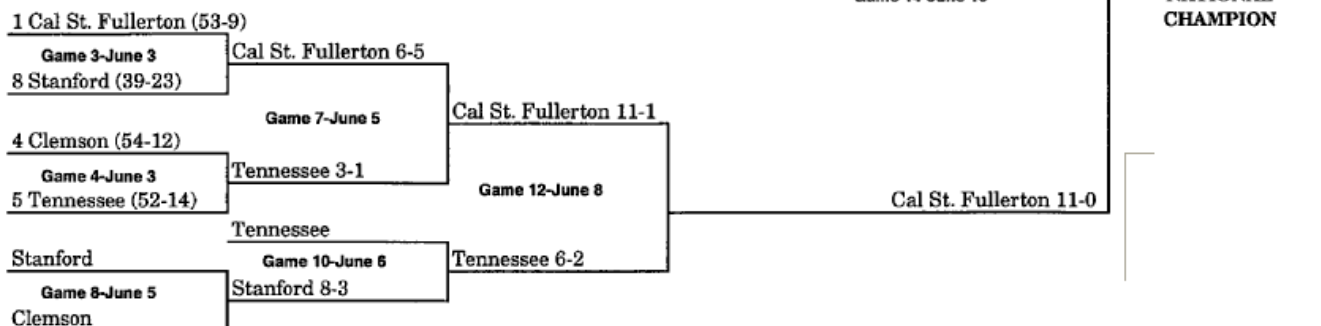 CHAMPION
1 Cal St. Fullerton (53-9)
Game 3-June 3
Cal St. Fullerton 6-5
8 Stanford (39-23)
Game 7-June 5
Cal St. Fullerton 11-1
4 Clemson (54-12)
Game 4-June 3
Tennessee 3-1
5 Tennessee (52-14)
Game 12-June 8
Cal St. Fullerton 11-0
Tennessee
Stanford
Game 10-June 6
Tennessee 6-2
Game 8-June 5
Stanford 8-3
Clemson